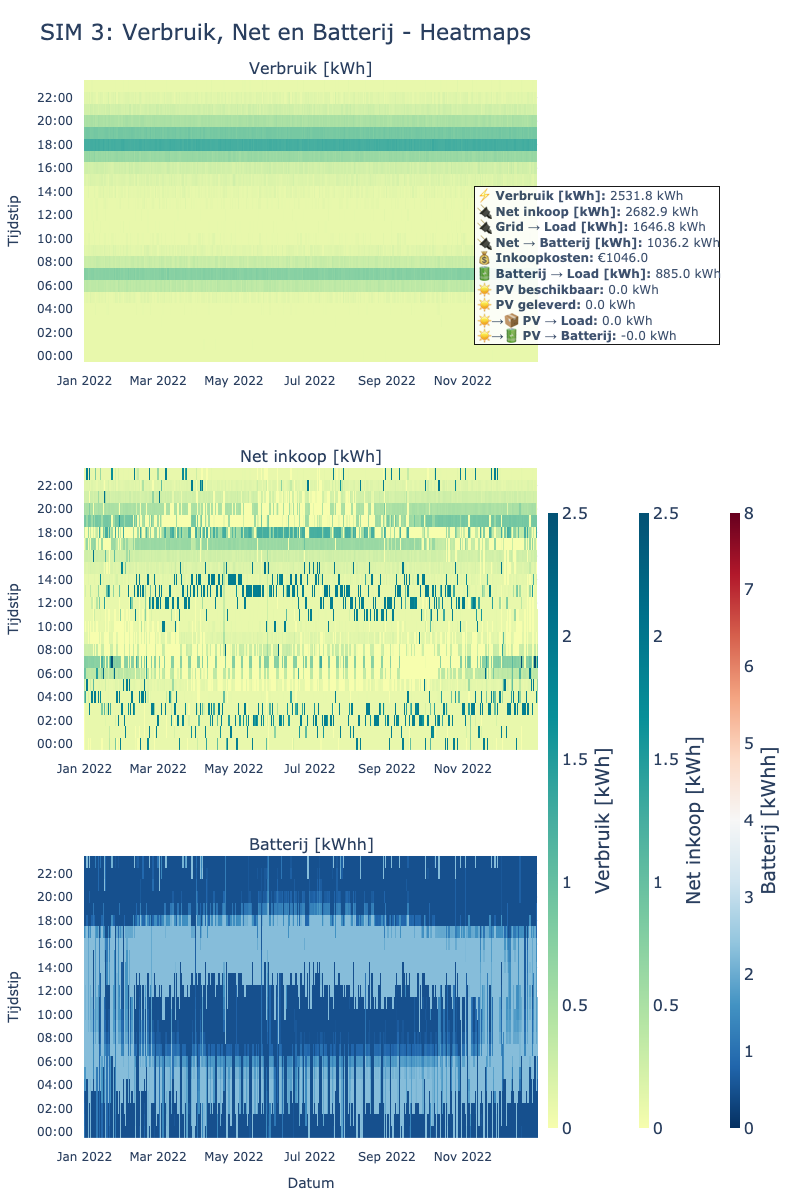 SIM 3: Verbruik, Net en Batterij - Heatmaps
Verbruik [kWh]
22:00
20:00
18:00
16:00
14:00
12:00
10:00
08:00
06:00
04:00
02:00
00:00
Tijdstip
Jan 2022 Mar 2022 May 2022 Jul 2022 Sep 2022 Nov 2022
⚡ Verbruik [kWh]: 2531.8 kWh
🔌 Net inkoop [kWh]: 2682.9 kWh
🔌 Grid → Load [kWh]: 1646.8 kWh
🔌 Net → Batterij [kWh]: 1036.2 kWh
💰 Inkoopkosten: €1046.0
🔋 Batterij → Load [kWh]: 885.0 kWh
☀️ PV beschikbaar: 0.0 kWh
☀️ PV geleverd: 0.0 kWh
☀️→📦 PV → Load: 0.0 kWh
☀️→🔋 PV → Batterij: -0.0 kWh
Net inkoop [kWh]
22:00
20:00
18:00
16:00
14:00
12:00
10:00
08:00
06:00
04:00
02:00
00:00
Tijdstip
Jan 2022 Mar 2022 May 2022 Jul 2022 Sep 2022 Nov 2022
Batterij [kWhh]
22:00
20:00
18:00
16:00
14:00
12:00
10:00
08:00
06:00
04:00
02:00
00:00
Tijdstip
Jan 2022 Mar 2022 May 2022 Jul 2022 Sep 2022 Nov 2022
Datum
2.5
2
1.5
1
0.5
0
Verbruik [kWh]
2.5
2
1.5
1
0.5
0
Net inkoop [kWh]
8
7
6
5
4
3
2
1
0
Batterij [kWhh]